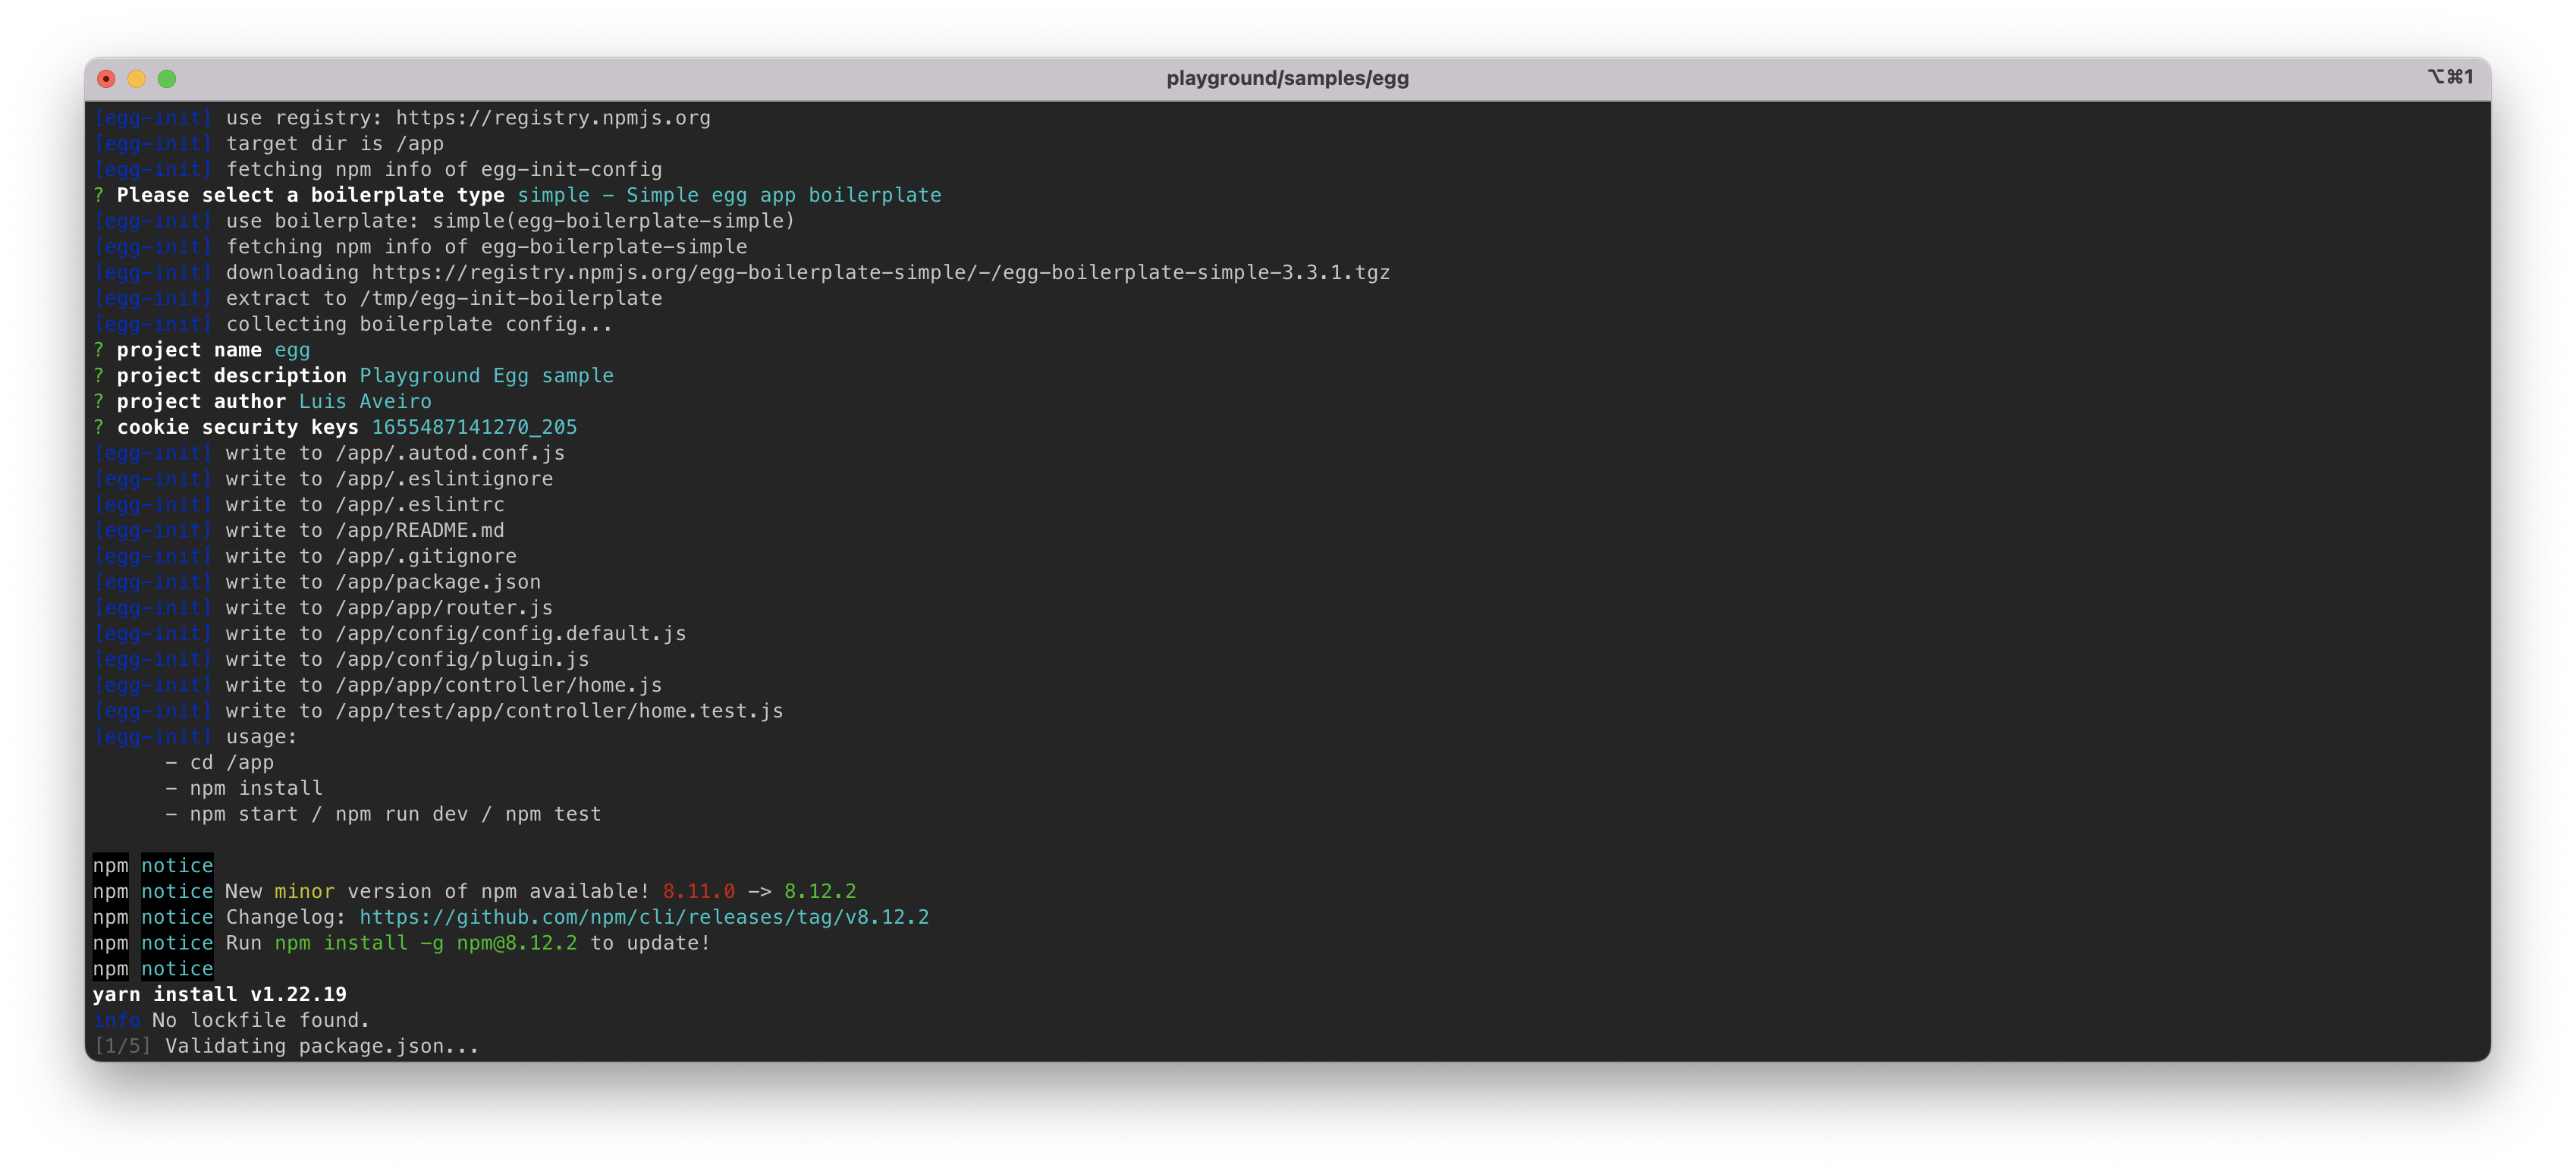 playground/samples/egg
⌥⌘1
[egg-init] use registry: https://registry.npmjs.org
[egg-init] target dir is /app
[egg-init] fetching npm info of egg-init-config
? Please select a boilerplate type simple - Simple egg app boilerplate
[egg-init] use boilerplate: simple(egg-boilerplate-simple)
[egg-init] fetching npm info of egg-boilerplate-simple
[egg-init] downloading https://registry.npmjs.org/egg-boilerplate-simple/-/egg-boilerplate-simple-3.3.1.tgz
[egg-init] extract to /tmp/egg-init-boilerplate
[egg-init] collecting boilerplate config...
? project name egg
? project description Playground Egg sample
? project author Luis Aveiro
? cookie security keys 1655487141270_205
[egg-init] write to /app/.autod.conf.js
[egg-init] write to /app/.eslintignore
[egg-init] write to /app/.eslintrc
[egg-init] write to /app/README.md
[egg-init] write to /app/.gitignore
[egg-init] write to /app/package.json
[egg-init] write to /app/app/router.js
[egg-init] write to /app/config/config.default.js
[egg-init] write to /app/config/plugin.js
[egg-init] write to /app/app/controller/home.js
[egg-init] write to /app/test/app/controller/home.test.js
[egg-init] usage:
- cd /app
- npm install
- npm start / npm run dev / npm test
npm notice
npm notice New minor version of npm available! 8.11.0 -> 8.12.2
npm notice Changelog: https://github.com/npm/cli/releases/tag/v8.12.2
npm notice Run npm install -g npm@8.12.2 to update!
npm notice
yarn install v1.22.19
info No lockfile found.
[1/5] Validating package.json...